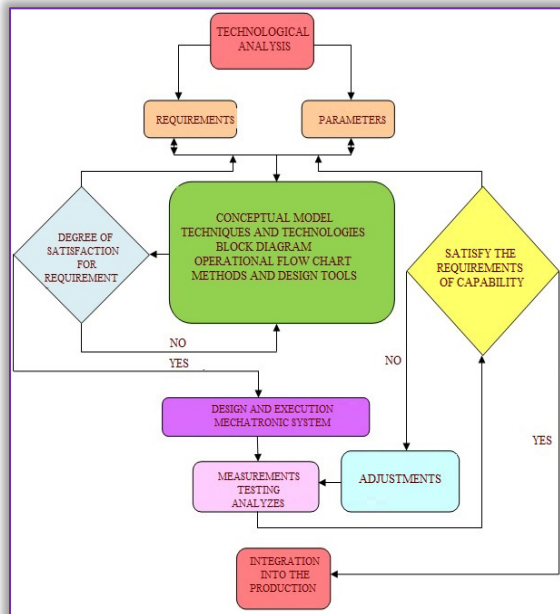 TECHNOLOGICAL
ANALYSIS
REQUIREMENTS
PARAMETERS
CONCEPTUAL MODEL
TECHNIQUES AND TECHNOLOGIES
BLOCK DIAGRAM
OPERATIONAL FLOW CHART
METHODS AND DESIGN TOOLS
DEGREE OF
SATISFACTION
FOR
REQUIREMENT
SATISFY THE
REQUIREMENTS
OF CAPABILITY
NO
YES
NO
YES
DESIGN AND EXECUTION
MECHATRONIC SYSTEM
MEASUREMENTS
TESTING
ANALYZES
ADJUSTMENTS
INTEGRATION
INTO THE
PRODUCTION